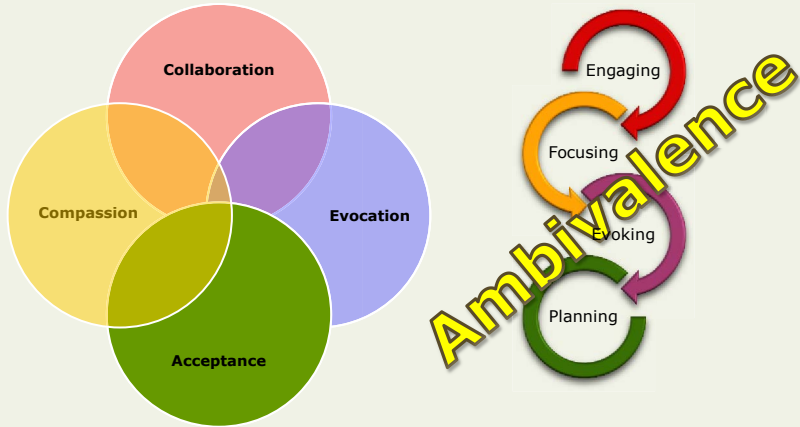 Collaboration
Compassion
Evocation
Acceptance
Engaging
Focusing
Evoking
Planning
Ambivalence